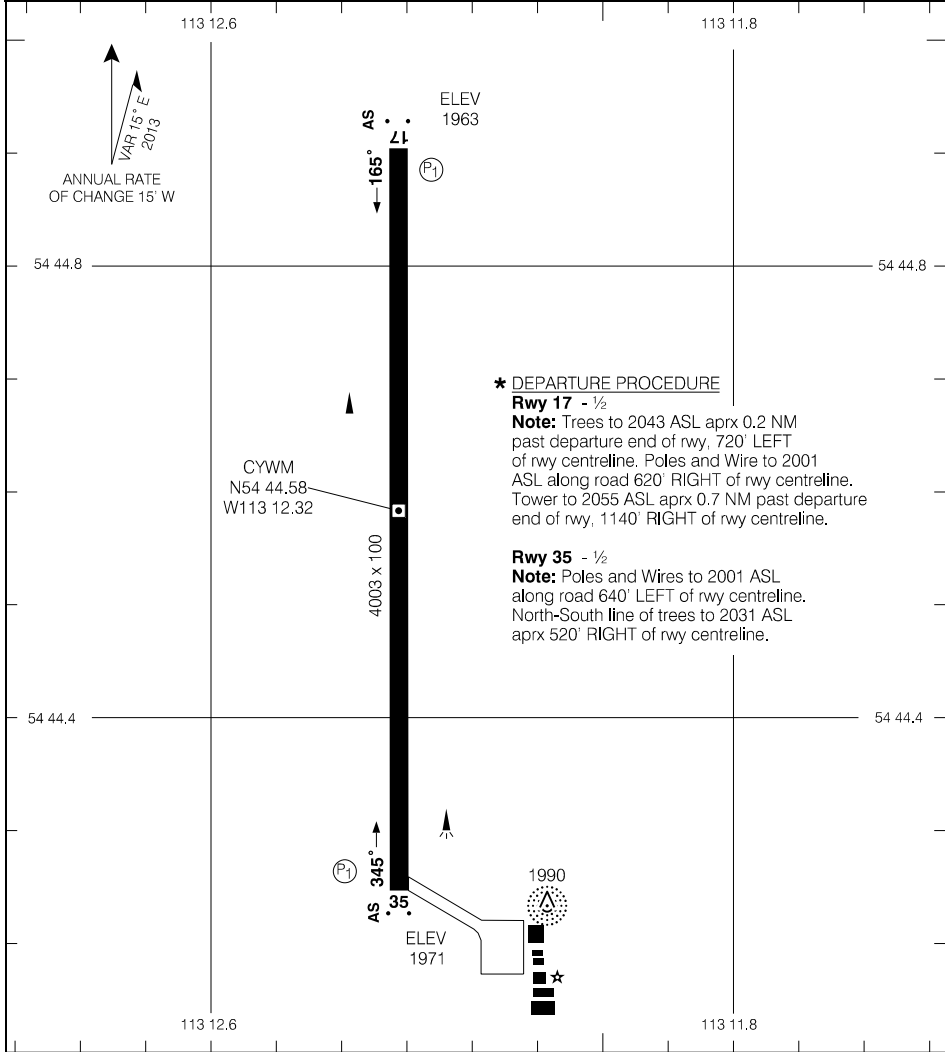 113 12.6
113 11.8
VAR 15° E
2013
ANNUAL RATE
OF CHANGE 15' W
AS
17
ELEV
1963
165°
P1
54 44.8
54 44.8
* DEPARTURE PROCEDURE
Rwy 17 - ½
Note: Trees to 2043 ASL aprx 0.2 NM
past departure end of rwy, 720' LEFT
of rwy centreline. Poles and Wire to 2001
ASL along road 620' RIGHT of rwy centreline.
Tower to 2055 ASL aprx 0.7 NM past departure
end of rwy, 1140' RIGHT of rwy centreline.
Rwy 35 - ½
Note: Poles and Wires to 2001 ASL
along road 640' LEFT of rwy centreline.
North-South line of trees to 2031 ASL
aprx 520' RIGHT of rwy centreline.
CYWM
N54 44.58
W113 12.32
4003 x 100
54 44.4
54 44.4
345°
P1
35
AS
ELEV
1971
1990
113 12.6
113 11.8